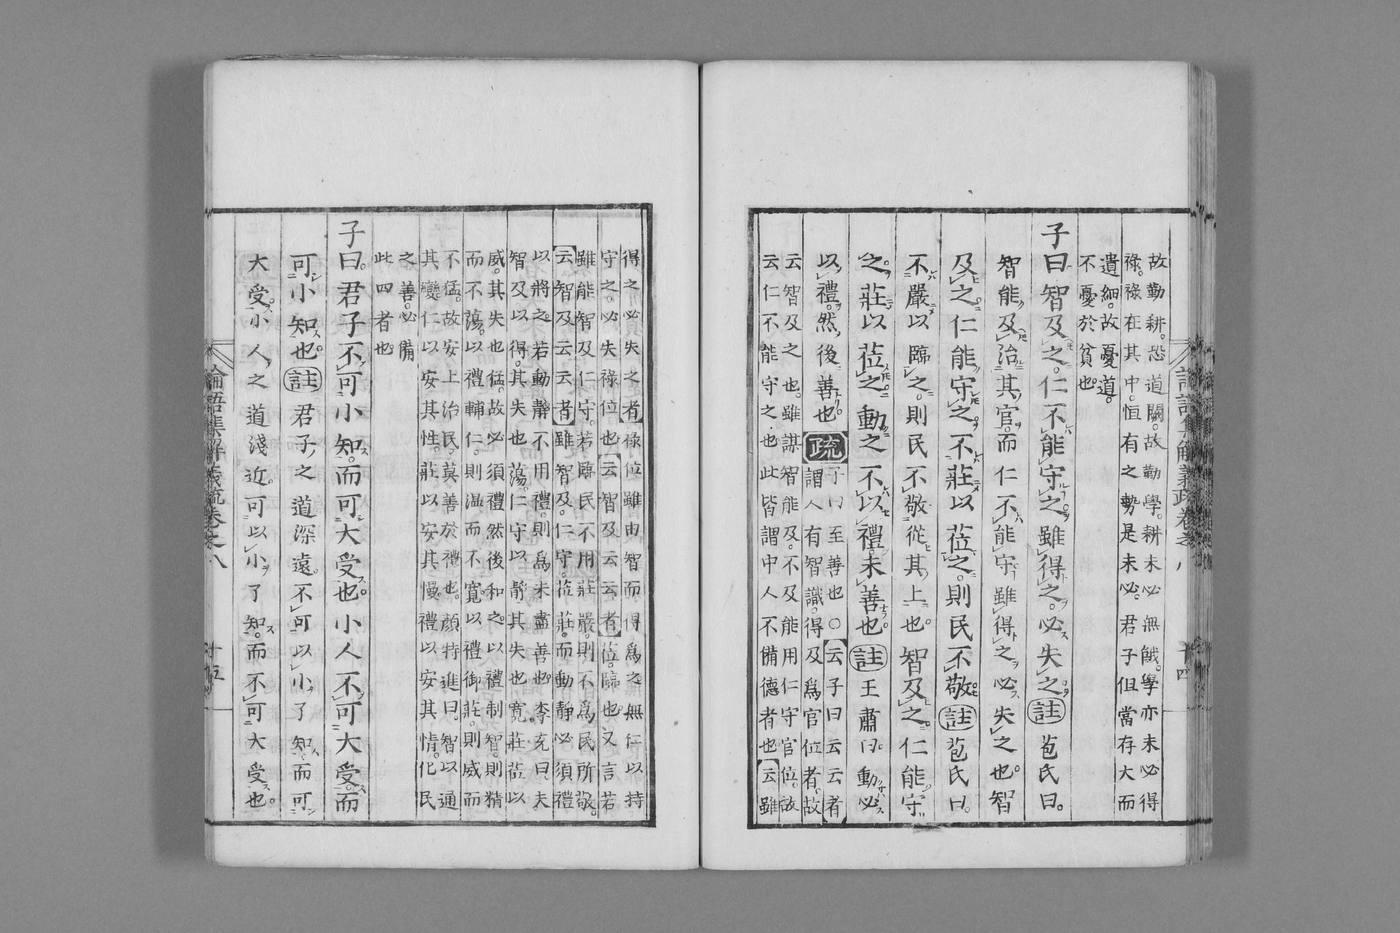 故勤耕恐道闕故勤學耕未必無餓學亦未必得
祿祿在其中恒有之勢是未必君子但當存大而
遺細故憂道
不憂於貧也
子曰智及之仁不能守之雖得之必失之註苞氏曰
智能及治其官而仁不能守雖得之必失之也智
及之仁能守之不莊以莅之則民不敬註苞氏曰
不嚴以臨之則民不敬從其上也智及之仁能守
之莊以莅之動之不以禮未善也註王肅曰動必
以禮然後善也疏
子曰至善也○云子曰云云者
謂人有智識得及爲官位者故
云智及之也雖謀智能及不及能用仁守官位故
云仁不能守之也此皆謂中人不備德者也云雖
得之必失之者祿位雖由智而得爲之無仁以持
守之必失祿位也云智及云云者莅臨也又言若
雖能智及仁守若臨民不用莊嚴則不爲民所敬
云智及云云者雖智及仁守莅莊而動靜必須禮
以將之若動靜不用禮則爲未盡善也李充曰夫
智及以得其失也蕩仁守以靜其失也寬莊莅以
威其失也猛故必須禮然後和之以禮制智則精
而不蕩以禮輔仁則溫而不寬以禮御莊則威而
不猛故安上治民莫善於禮也顏特進曰智以通
其變仁以安其性莊以安其慢禮以安其情化民
之善必備
此四者也
子曰君子不可小知而可大受也小人不可大受而
可小知也註君子之道深遠不可以小了知而可
大受小人之道淺近可以小了知而不可大受也
論語集解義疏卷之八